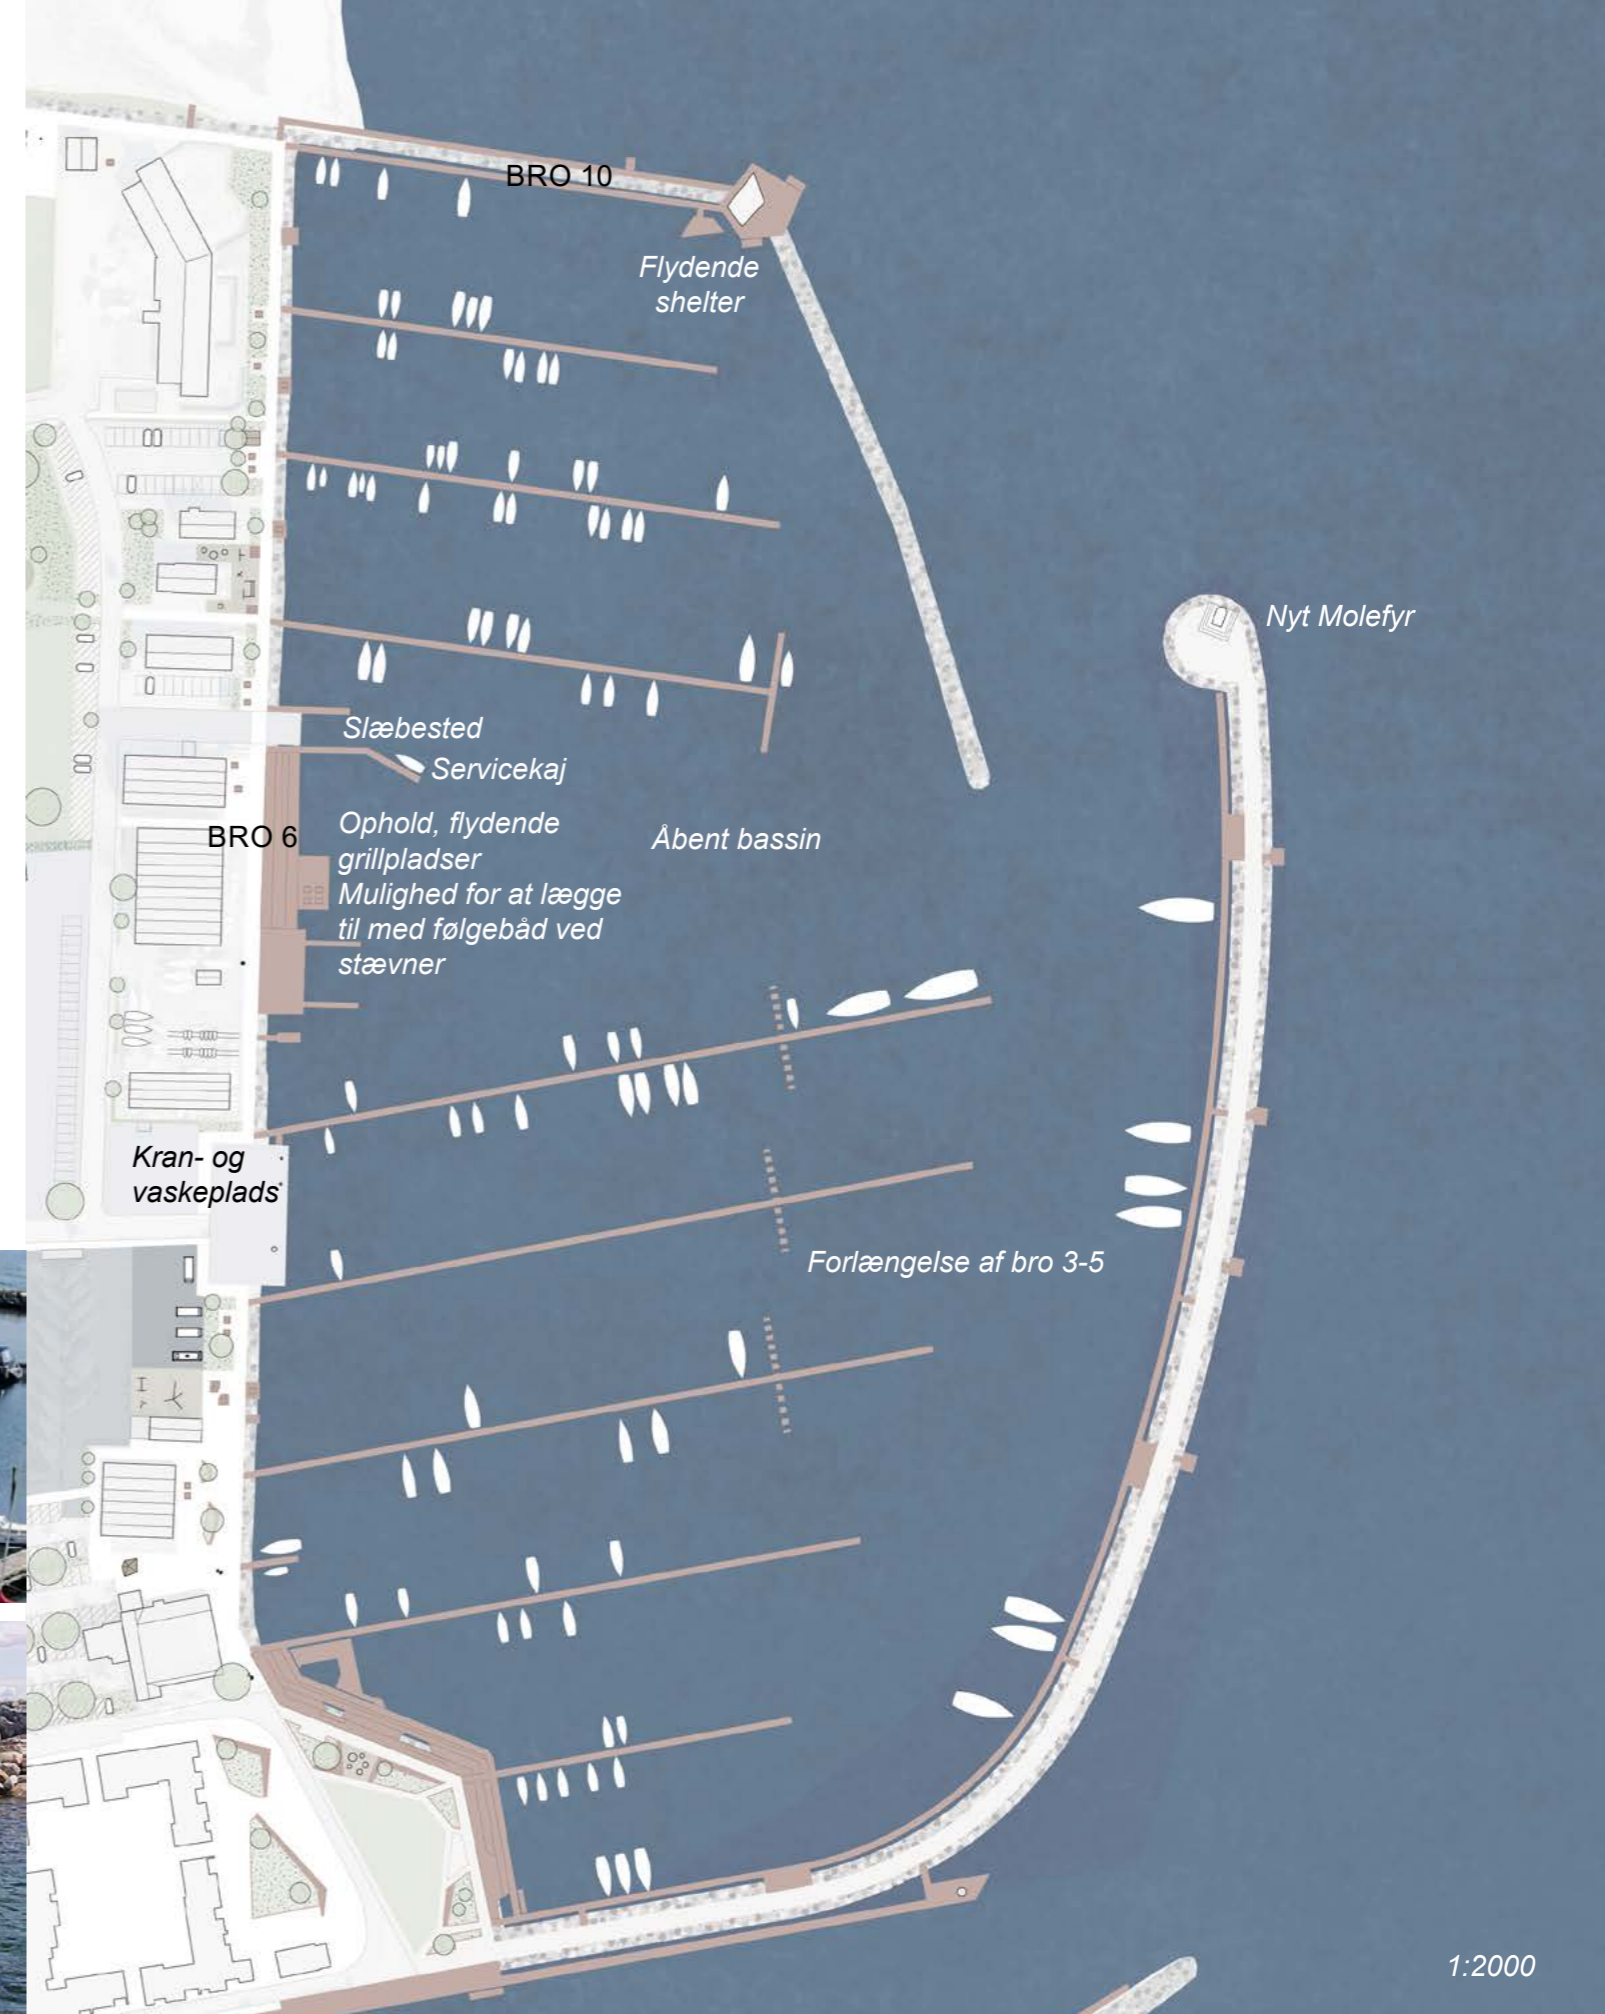 BRO 10
Flydende
shelter
Nyt Molefyr
Slæbested
Servicekaj
BRO 6
Ophold, flydende
grillpladser
Mulighed for at lægge
til med følgebåd ved
stævner
Åbent bassin
Kran- og
vaskeplads
Forlængelse af bro 3-5
1:2000